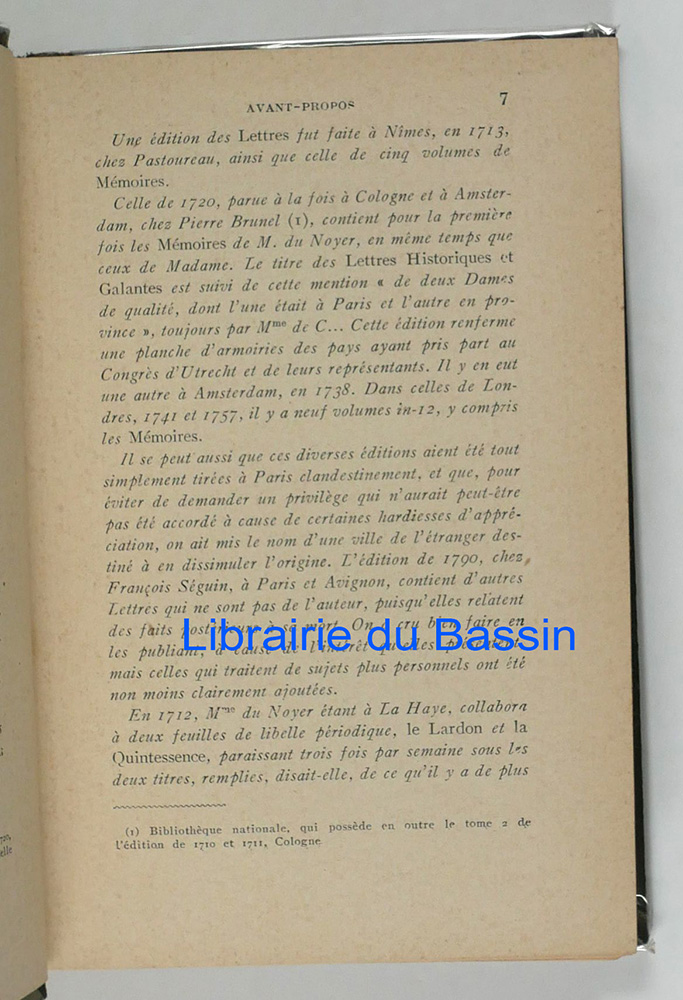 AVANT-PROPOS 7
Une édition des Lettres fut faite à Nîmes, en 1713,
chez Pastoureau, ainsi que celle de cinq volumes de
Mémoires.
Celle de 1720, parue à la fois à Cologne et à Amster-
dam, chez Pierre Brunel (1), contient pour la première
fois les Mémoires de M. du Noyer, en même temps que
ceux de Madame. Le titre des Lettres Historiques et
Galantes est suivi de cette mention « de deux Dames
de qualité, dont l'une était à Paris et l'autre en pro-
vince », toujours par Mme de C... Cette édition renferme
une planche d'armoiries des pays ayant pris part au
Congrès d'Utrecht et de leurs représentants. Il y en eut
une autre à Amsterdam, en 1738. Dans celles de Lon-
dres, 1741 et 1757, il y a neuf volumes in-12, y compris
les Mémoires.
Il se peut aussi que ces diverses éditions aient été tout
simplement tirées à Paris clandestinement, et que, pour
éviter de demander un privilège qui n'aurait peut-être
pas été accordé à cause de certaines hardiesses d'appré-
ciation, on ait mis le nom d'une ville de l'étranger des-
tiné à en dissimuler l'origine. L'édition de 1790, chez
François Séguin, à Paris et Avignon, contient d'autres
Lettres qui ne sont pas de l'auteur, puisqu'elles relatent
des faits à sa mort. On a cru bien faire en
Librairie du Bassin
les publiant, à cause de l'intérêt qu'elles
mais celles qui traitent de sujets plus personnels ont été
non moins clairement ajoutées.
En 1712, Mme du Noyer étant à La Haye, collabora
à deux feuilles de libelle périodique, le Lardon et la
Quintessence, paraissant trois fois par semaine sous les
deux titres, remplies, disait-elle, de ce qu'il y a de plus
(1) Bibliothèque nationale, qui possède en outre le tome 2 de
l'édition de 1710 et 1711, Cologne